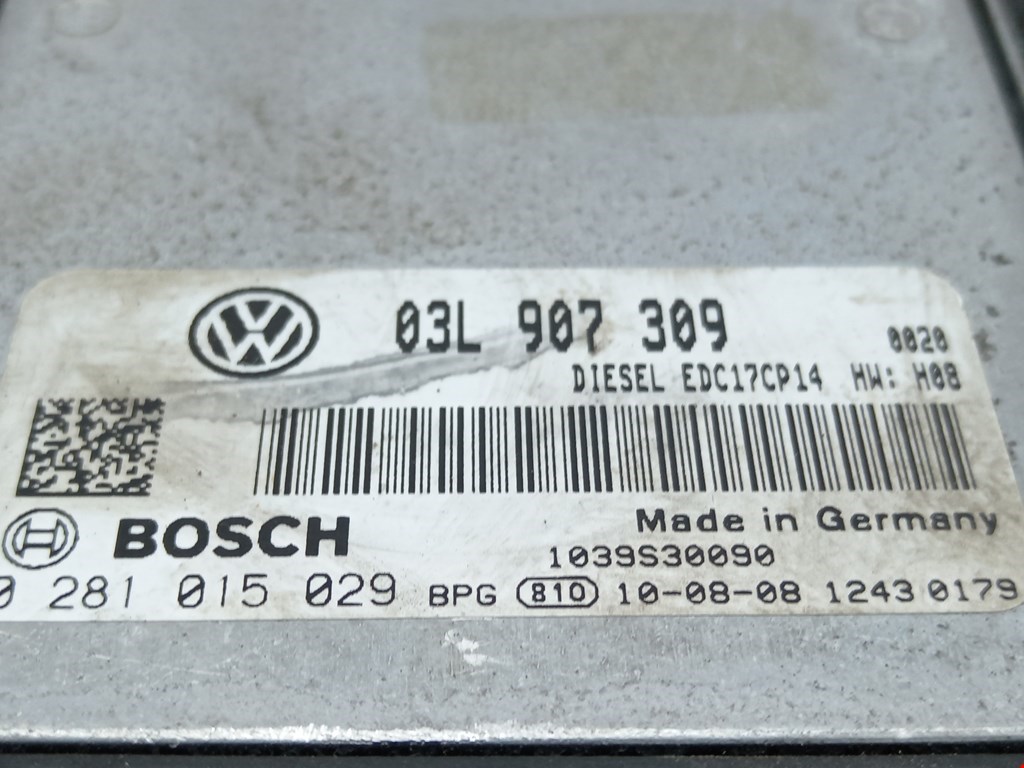 03L 907 309
0020
DIESEL EDC17CP14 HW: H08
BOSCH
Made in Germany
1039S30090
0 281 015 029 BPG 810 10-08-08 1243 0179